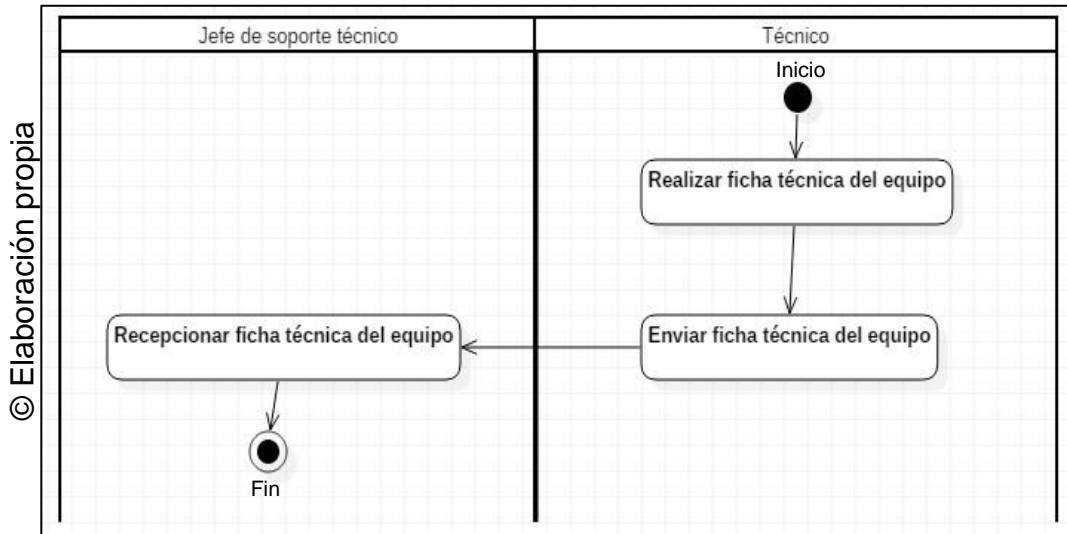 Jefe de soporte técnico
Técnico
Inicio
Realizar ficha técnica del equipo
Recepcionar ficha técnica del equipo
Enviar ficha técnica del equipo
Fin
© Elaboración propia